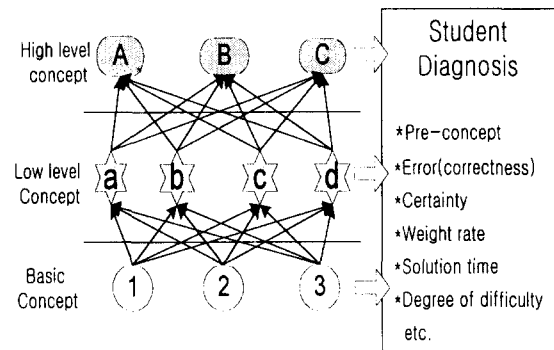 High level
concept
A B C
Low level
Concept
a b c d
Basic
Concept
1 2 3
Student
Diagnosis
*Pre-concept
*Error(correctness)
*Certainty
*Weight rate
*Solution time
*Degree of difficulty
etc.